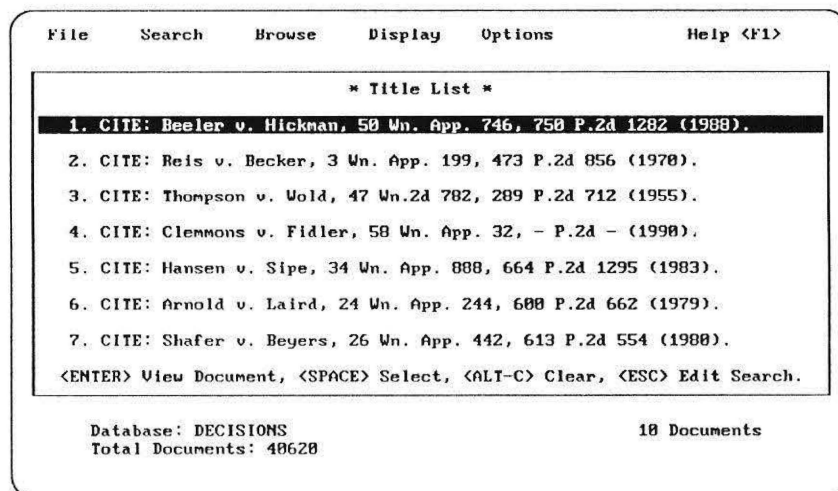 File Search Browse Display Options Help <F1>
* Title List *
1. CITE: Beeler v. Hickman, 50 Wn. App. 746, 750 P.2d 1282 (1988).
2. CITE: Reis v. Becker, 3 Wn. App. 199, 473 P.2d 856 (1970).
3. CITE: Thompson v. Wold, 47 Wn.2d 782, 289 P.2d 712 (1955).
4. CITE: Clemmons v. Fidler, 58 Wn. App. 32, – P.2d – (1990).
5. CITE: Hansen v. Sipe, 34 Wn. App. 888, 664 P.2d 1295 (1983).
6. CITE: Arnold v. Laird, 24 Wn. App. 244, 600 P.2d 662 (1979).
7. CITE: Shafer v. Beyers, 26 Wn. App. 442, 613 P.2d 554 (1980).
<ENTER> View Document, <SPACE> Select, <ALT-C> Clear, <ESC> Edit Search.
Database: DECISIONS 10 Documents
Total Documents: 40620